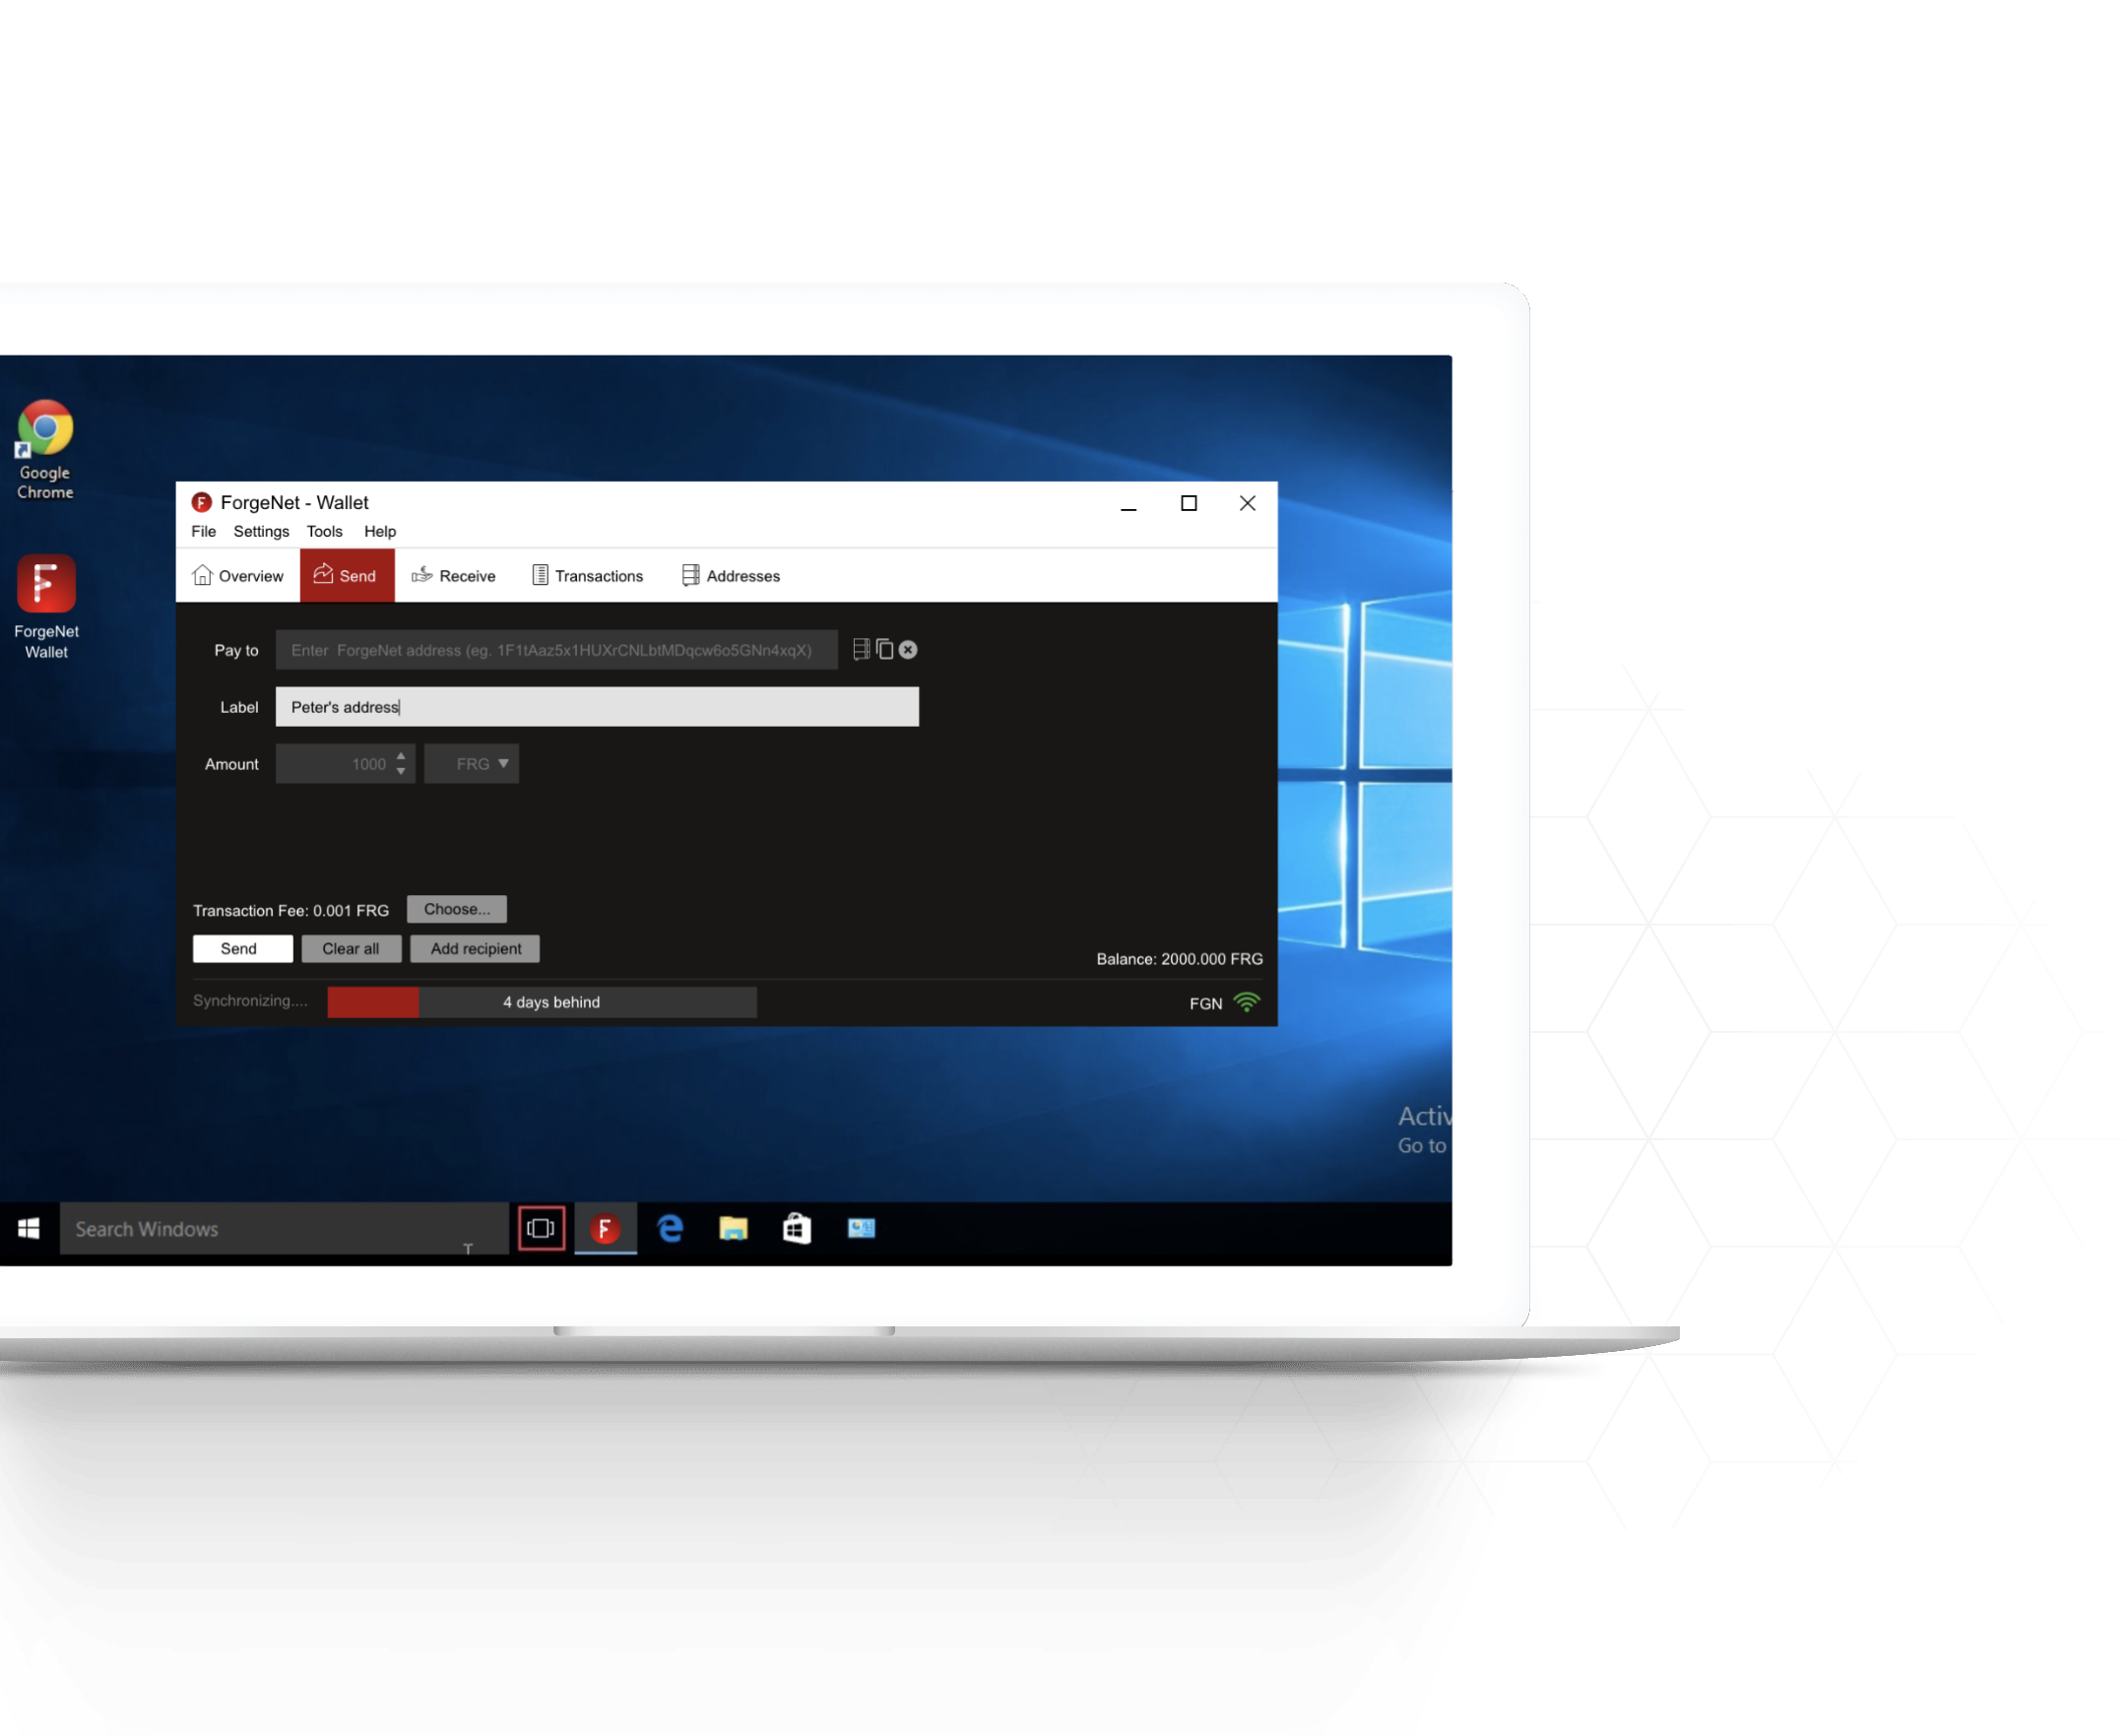 Google
Chrome
ForgeNet
Wallet
F ForgeNet - Wallet
File Settings Tools Help
Overview Send Receive Transactions Addresses
Pay to Enter ForgeNet address (eg. 1F1tAaz5x1HUXrCNLbtMDqcw6o5GNn4xqX)
Label Peter's address
Amount 1000 FRG
Transaction Fee: 0.001 FRG Choose...
Send Clear all Add recipient
Balance: 2000.000 FRG
Synchronizing.... 4 days behind FGN
Activ
Go to
Search Windows